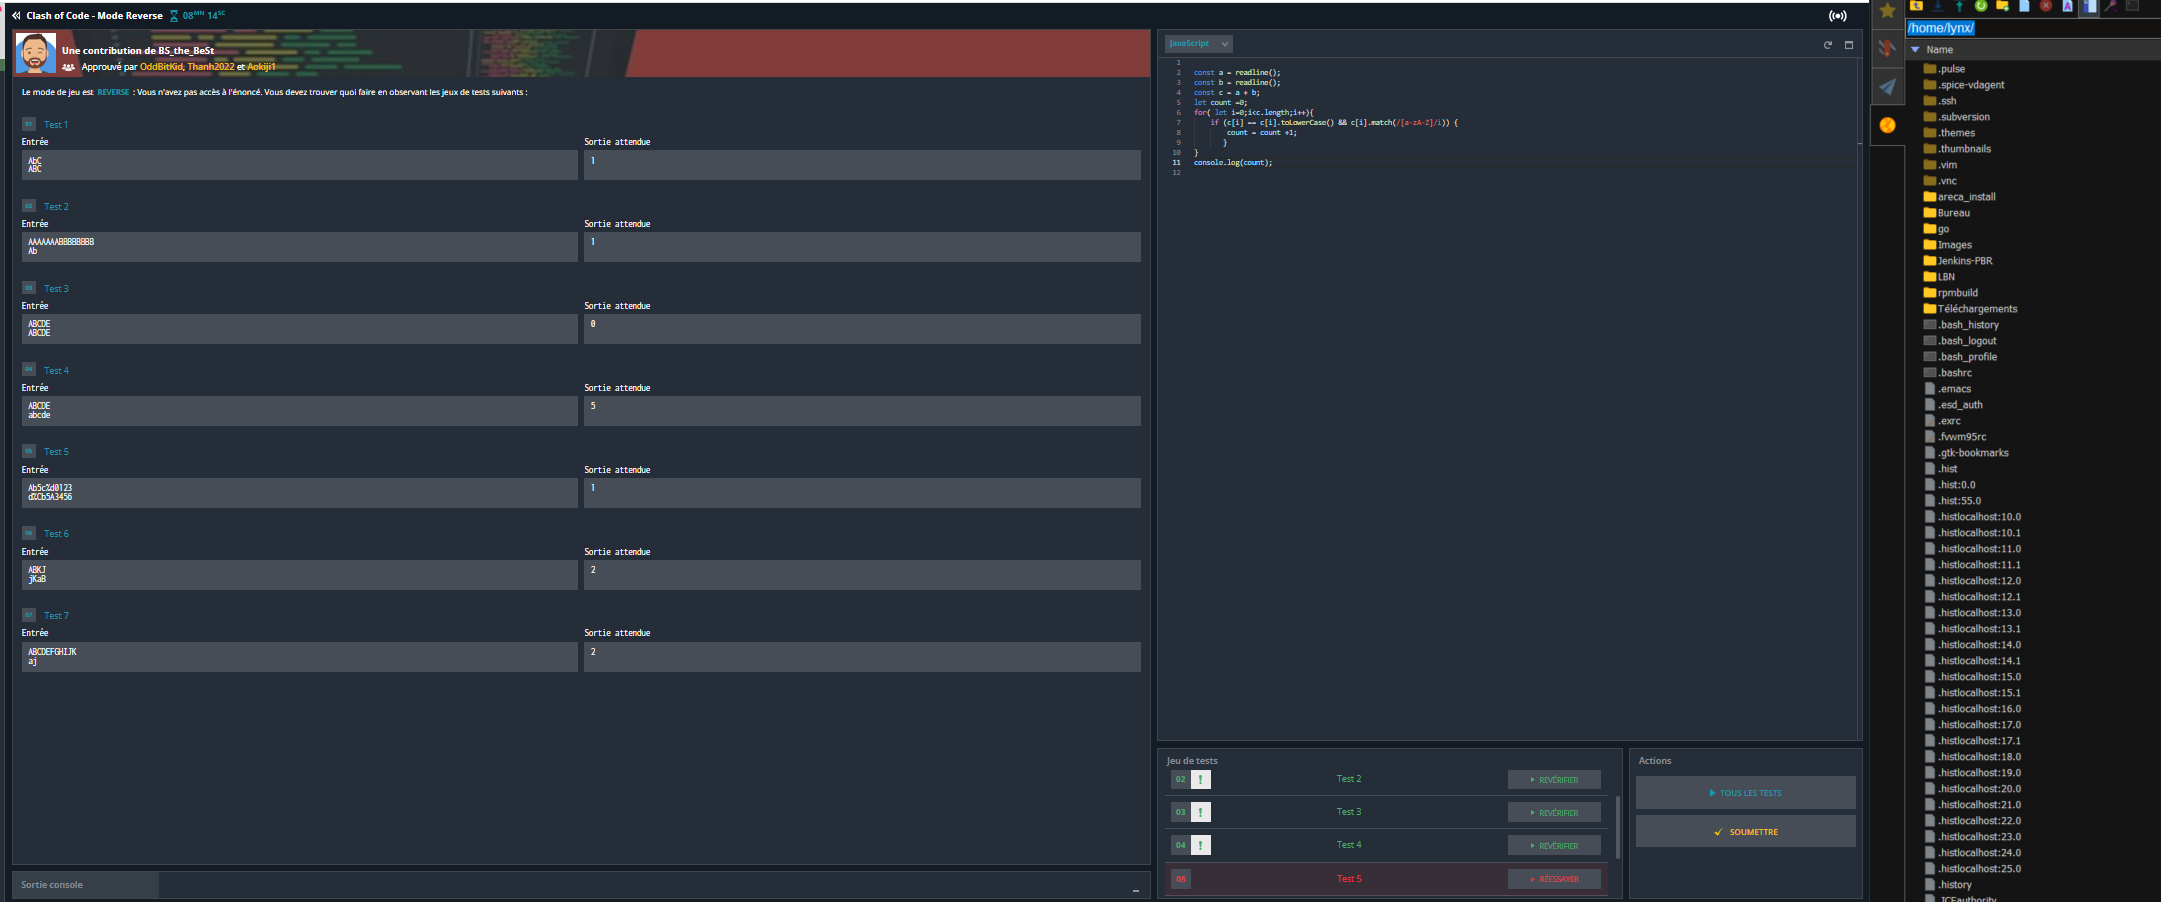 Clash of Code - Mode Reverse 08MN 14SC
Une contribution de BS_the_BeSt
Approuvé par OddBitKid, Thanh2022 et Aokiji1
Le mode de jeu est REVERSE : Vous n'avez pas accès à l'énoncé. Vous devez trouver quoi faire en observant les jeux de tests suivants :
01 Test 1
Entrée
Sortie attendue
AbC
ABC
1
02 Test 2
Entrée
Sortie attendue
AAAAAAABBBBBBBB
Ab
1
03 Test 3
Entrée
Sortie attendue
ABCDE
ABCDE
0
04 Test 4
Entrée
Sortie attendue
ABCDE
abcde
5
05 Test 5
Entrée
Sortie attendue
Ab5c%d0123
d%Cb5A3456
1
06 Test 6
Entrée
Sortie attendue
ABKJ
jKaB
2
07 Test 7
Entrée
Sortie attendue
ABCDEFGHIJK
aj
2
Sortie console
JavaScript
1
2 const a = readline();
3 const b = readline();
4 const c = a + b;
5 let count =0;
6 for( let i=0;i<c.length;i++){
7 if (c[i] == c[i].toLowerCase() && c[i].match(/[a-zA-Z]/i)) {
8 count = count +1;
9 }
10 }
11 console.log(count);
12
Jeu de tests
02 ! Test 2 REVÉRIFIER
03 ! Test 3 REVÉRIFIER
04 ! Test 4 REVÉRIFIER
05 Test 5 RÉESSAYER
Actions
TOUS LES TESTS
SOUMETTRE
/home/lynx/
Name
.pulse
.spice-vdagent
.ssh
.subversion
.themes
.thumbnails
.vim
.vnc
areca_install
Bureau
go
Images
Jenkins-PBR
LBN
rpmbuild
Téléchargements
.bash_history
.bash_logout
.bash_profile
.bashrc
.emacs
.esd_auth
.exrc
.fvwm95rc
.gtk-bookmarks
.hist
.hist:0.0
.hist:55.0
.histlocalhost:10.0
.histlocalhost:10.1
.histlocalhost:11.0
.histlocalhost:11.1
.histlocalhost:12.0
.histlocalhost:12.1
.histlocalhost:13.0
.histlocalhost:13.1
.histlocalhost:14.0
.histlocalhost:14.1
.histlocalhost:15.0
.histlocalhost:15.1
.histlocalhost:16.0
.histlocalhost:17.0
.histlocalhost:17.1
.histlocalhost:18.0
.histlocalhost:19.0
.histlocalhost:20.0
.histlocalhost:21.0
.histlocalhost:22.0
.histlocalhost:23.0
.histlocalhost:24.0
.histlocalhost:25.0
.history
.ICEauthority